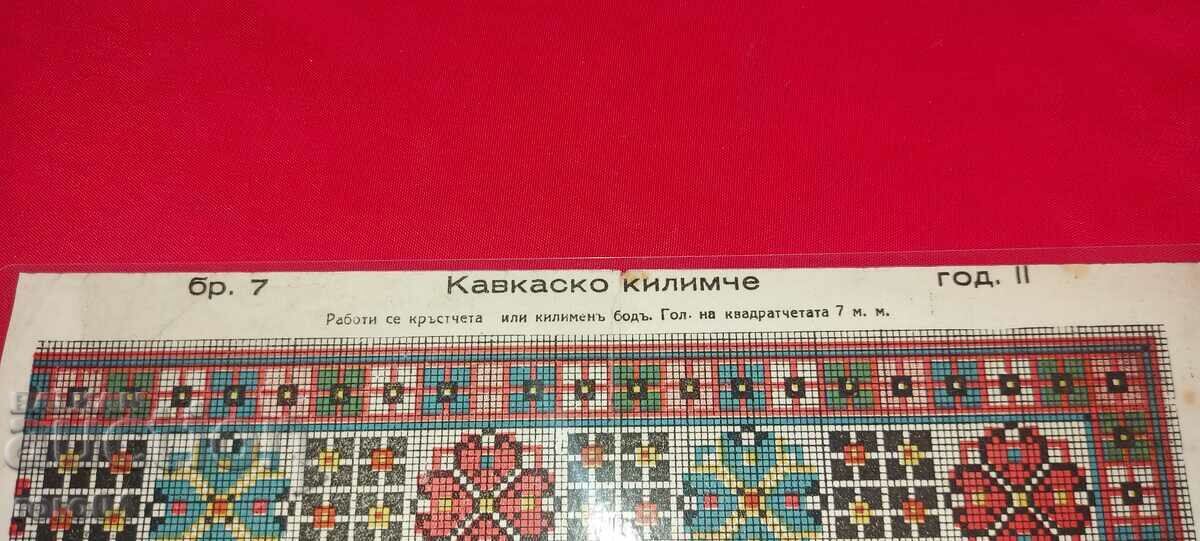 бр. 7 Кавкаско килимче год. II
Работи се кръстчета или килименъ бодъ. Гол. на квадратчетата 7 м. м.